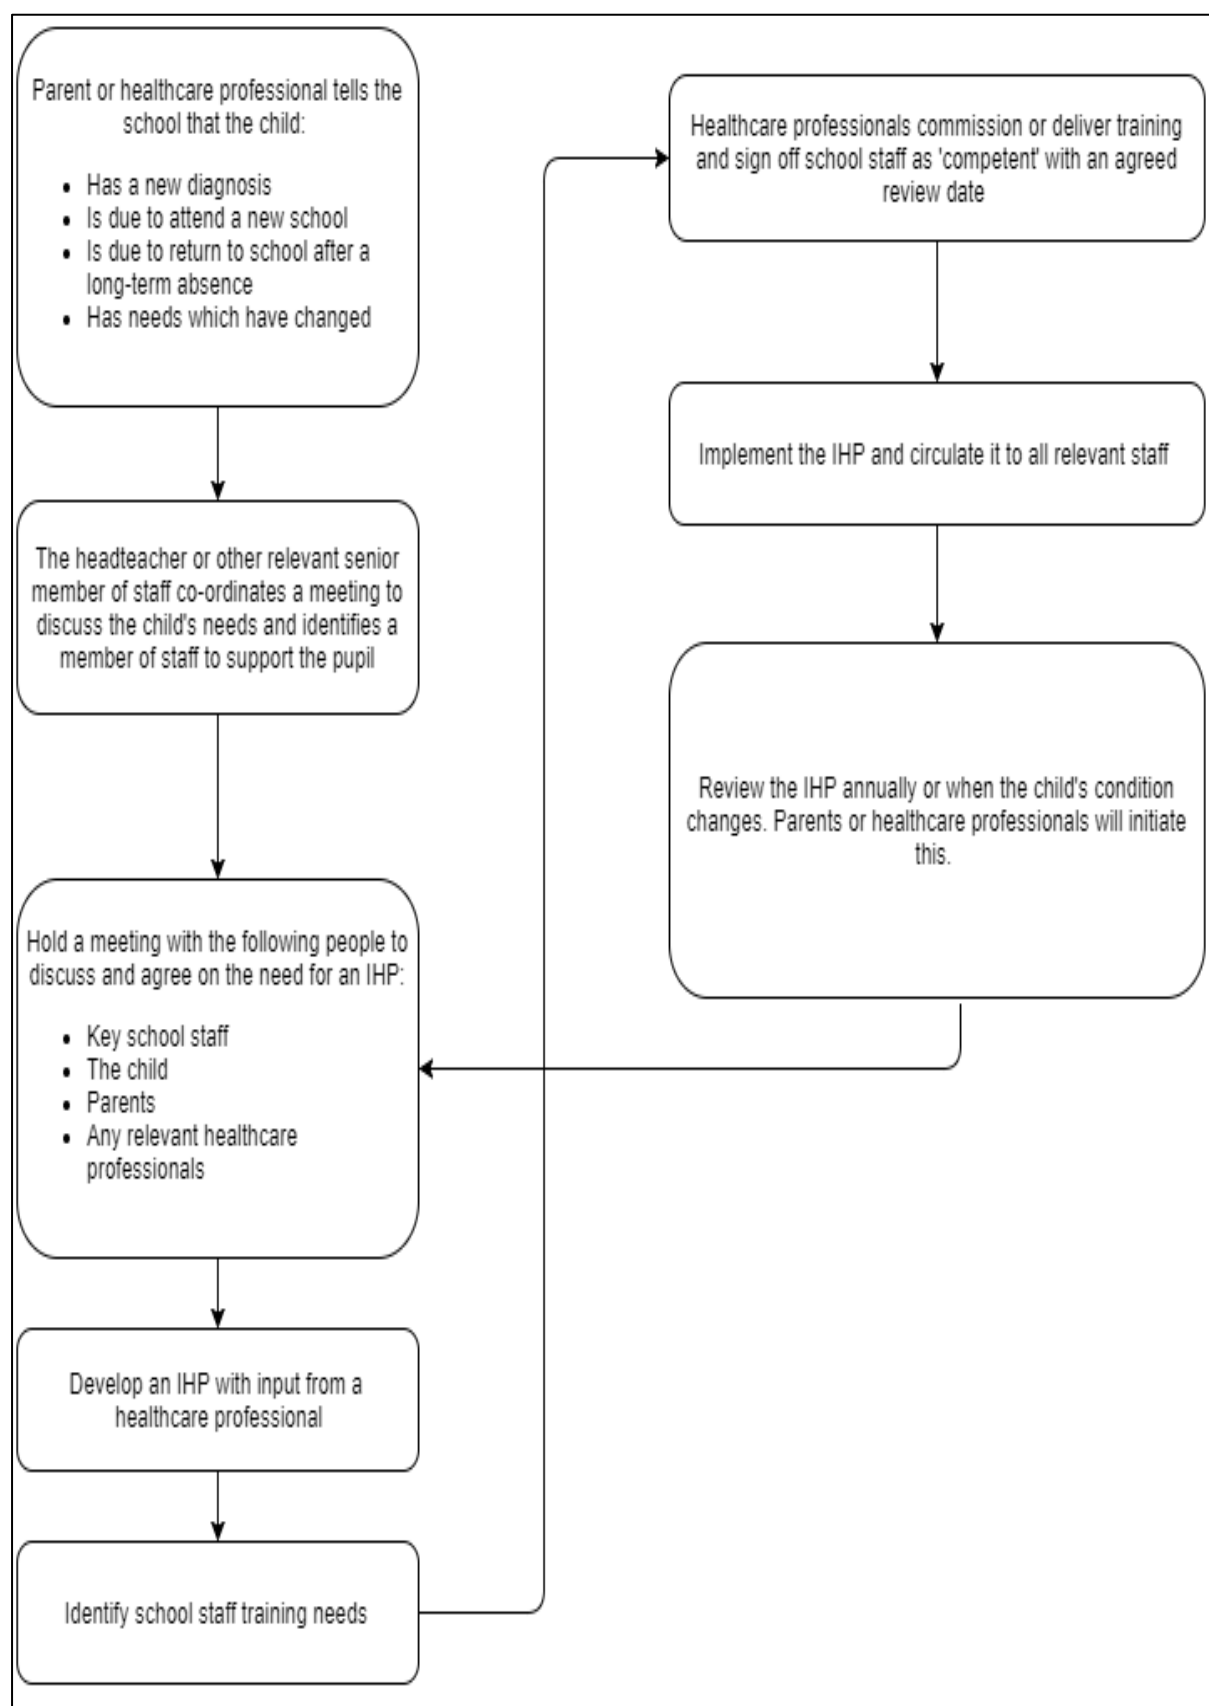 Parent or healthcare professional tells the
school that the child:
• Has a new diagnosis
• Is due to attend a new school
• Is due to return to school after a
long-term absence
• Has needs which have changed
The headteacher or other relevant senior
member of staff co-ordinates a meeting to
discuss the child's needs and identifies a
member of staff to support the pupil
Hold a meeting with the following people to
discuss and agree on the need for an IHP:
• Key school staff
• The child
• Parents
• Any relevant healthcare
professionals
Develop an IHP with input from a
healthcare professional
Identify school staff training needs
Healthcare professionals commission or deliver training
and sign off school staff as 'competent' with an agreed
review date
Implement the IHP and circulate it to all relevant staff
Review the IHP annually or when the child's condition
changes. Parents or healthcare professionals will initiate
this.